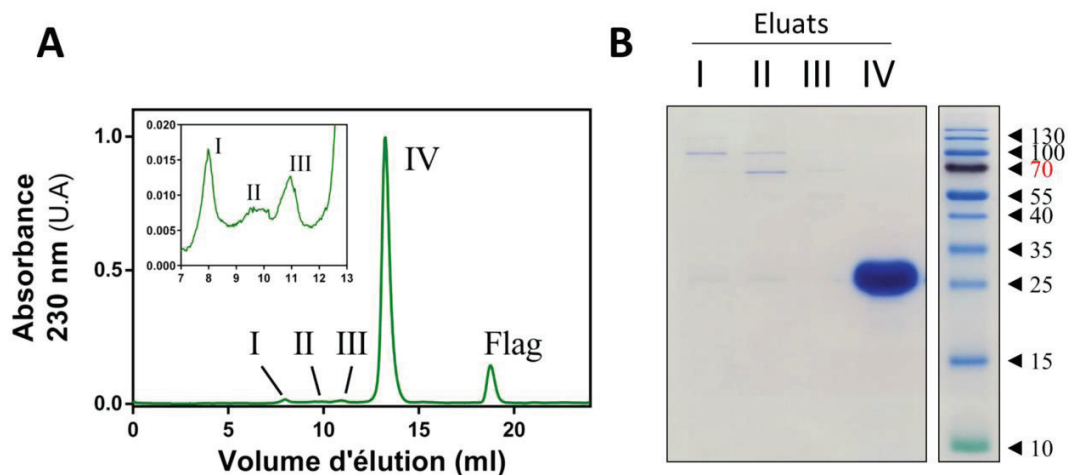 A
Absorbance
230 nm (U.A)
1.0
0.5
0.0
0
5
10
15
20
Volume d'élution (ml)
0.020
0.015
0.010
0.005
0.000
7
8
9
10
11
12
13
I
II
III
I
II
III
IV
Flag
B
Eluats
I
II
III
IV
130
100
70
55
40
35
25
15
10